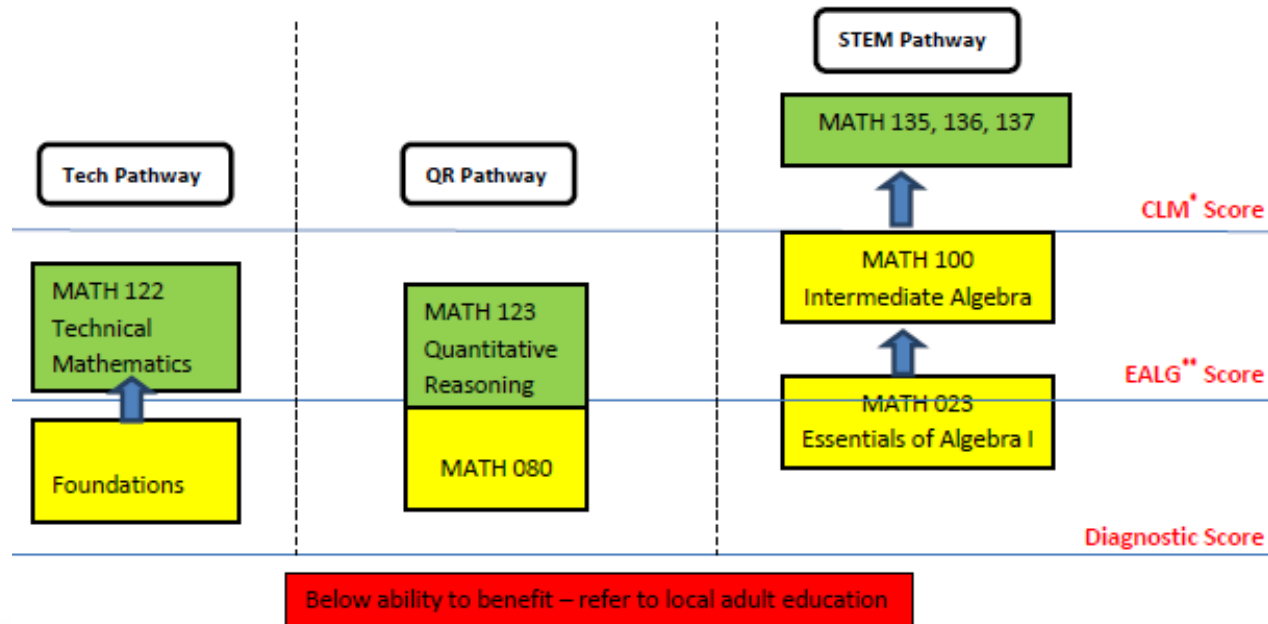 STEM Pathway
MATH 135, 136, 137
Tech Pathway
QR Pathway
CLM* Score
MATH 122
Technical
Mathematics
MATH 123
Quantitative
Reasoning
MATH 100
Intermediate Algebra
EALG** Score
Foundations
MATH 080
MATH 023
Essentials of Algebra I
Diagnostic Score
Below ability to benefit – refer to local adult education